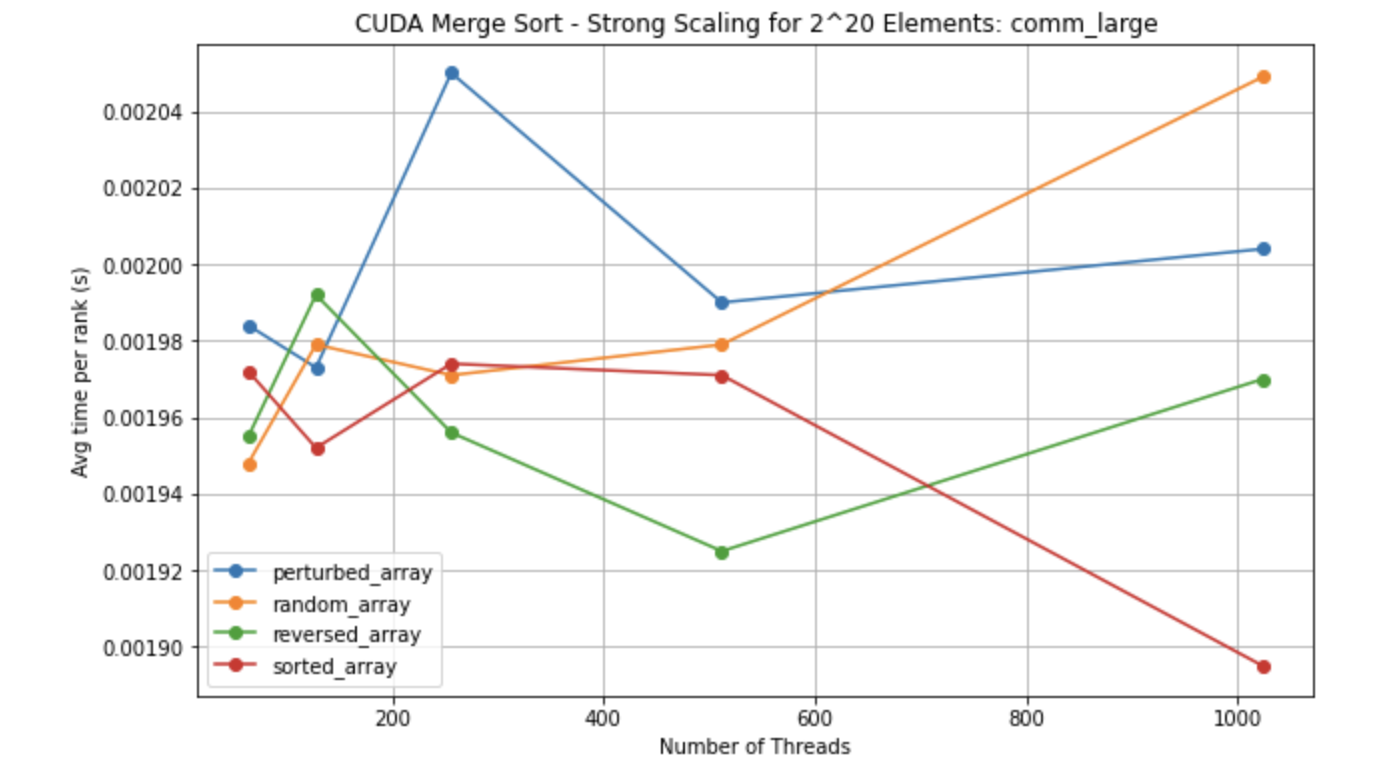 CUDA Merge Sort - Strong Scaling for 2^20 Elements: comm_large
Avg time per rank (s)
0.00204
0.00202
0.00200
0.00198
0.00196
0.00194
0.00192
0.00190
perturbed_array
random_array
reversed_array
sorted_array
200
400
600
800
1000
Number of Threads